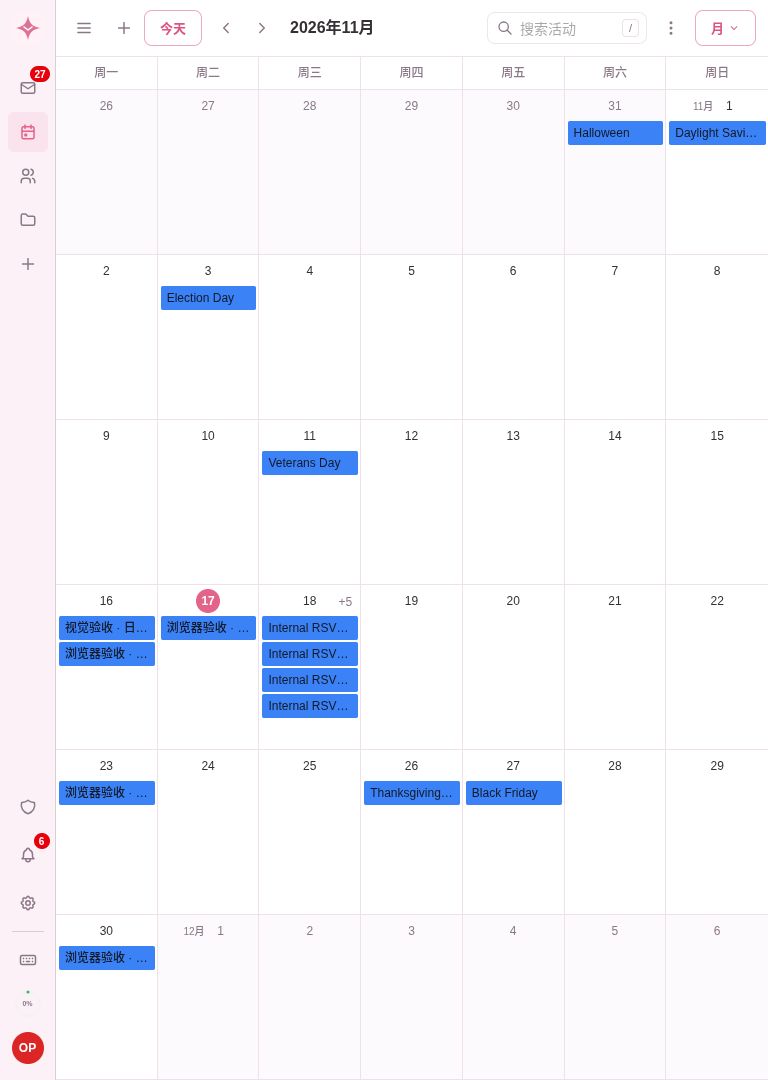 今天
2026年11月
搜索活动
/
月
27
周一 周二 周三 周四 周五 周六 周日
26 27 28 29 30 31 11月 1
Halloween
Daylight Savi…
2 3 4 5 6 7 8
Election Day
9 10 11 12 13 14 15
Veterans Day
16 17 18 +5 19 20 21 22
视觉验收 · 日… 浏览器验收 · … Internal RSV…
浏览器验收 · … Internal RSV…
Internal RSV…
Internal RSV…
23 24 25 26 27 28 29
浏览器验收 · … Thanksgiving… Black Friday
6
30 12月 1 2 3 4 5 6
浏览器验收 · …
0%
OP